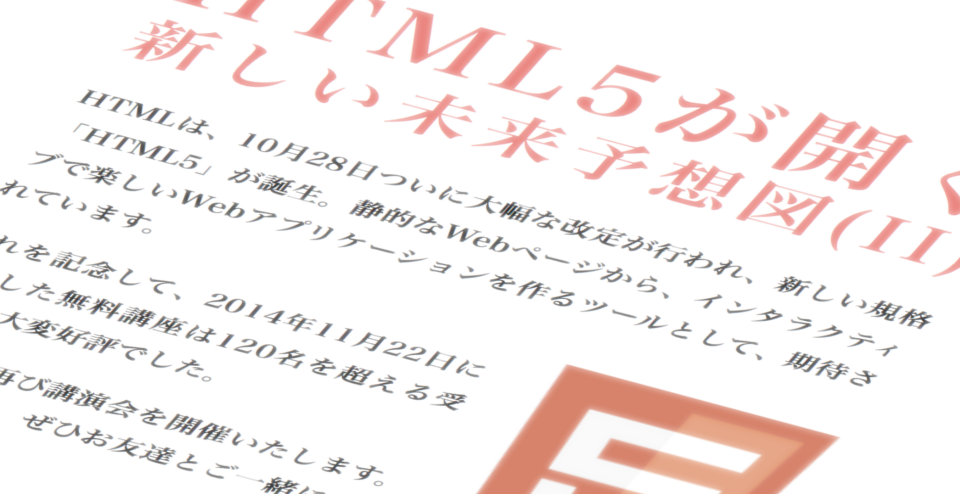 HTML5が開く
新しい未来予想図(II)
HTMLは、10月28日ついに大幅な改定が行われ、新しい規格
「HTML5」が誕生。静的なWebページから、インタラクティ
ブで楽しいWebアプリケーションを作るツールとして、期待さ
れています。
れを記念して、2014年11月22日に
した無料講座は120名を超える受
大変好評でした。
再び講演会を開催いたします。
ぜひお友達とご一緒に